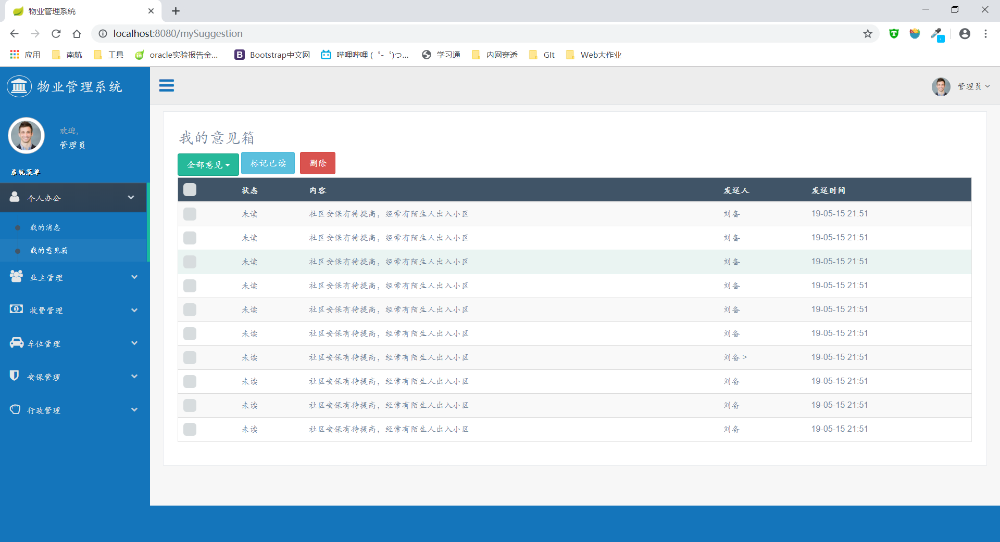 物业管理系统
localhost:8080/mySuggestion
应用 南航 工具 oracle实验报告金... Bootstrap中文网 哔哩哔哩 ( ゜- ゜)つ... 学习通 内网穿透 GIt Web大作业
物业管理系统
管理员
欢迎,
管理员
系统菜单
个人办公
我的消息
我的意见箱
业主管理
收费管理
车位管理
安保管理
行政管理
我的意见箱
全部意见 标记已读 删除
状态 内容 发送人 发送时间
未读 社区安保有待提高，经常有陌生人出入小区 刘备 19-05-15 21:51
未读 社区安保有待提高，经常有陌生人出入小区 刘备 19-05-15 21:51
未读 社区安保有待提高，经常有陌生人出入小区 刘备 19-05-15 21:51
未读 社区安保有待提高，经常有陌生人出入小区 刘备 19-05-15 21:51
未读 社区安保有待提高，经常有陌生人出入小区 刘备 19-05-15 21:51
未读 社区安保有待提高，经常有陌生人出入小区 刘备 19-05-15 21:51
未读 社区安保有待提高，经常有陌生人出入小区 刘备 > 19-05-15 21:51
未读 社区安保有待提高，经常有陌生人出入小区 刘备 19-05-15 21:51
未读 社区安保有待提高，经常有陌生人出入小区 刘备 19-05-15 21:51
未读 社区安保有待提高，经常有陌生人出入小区 刘备 19-05-15 21:51